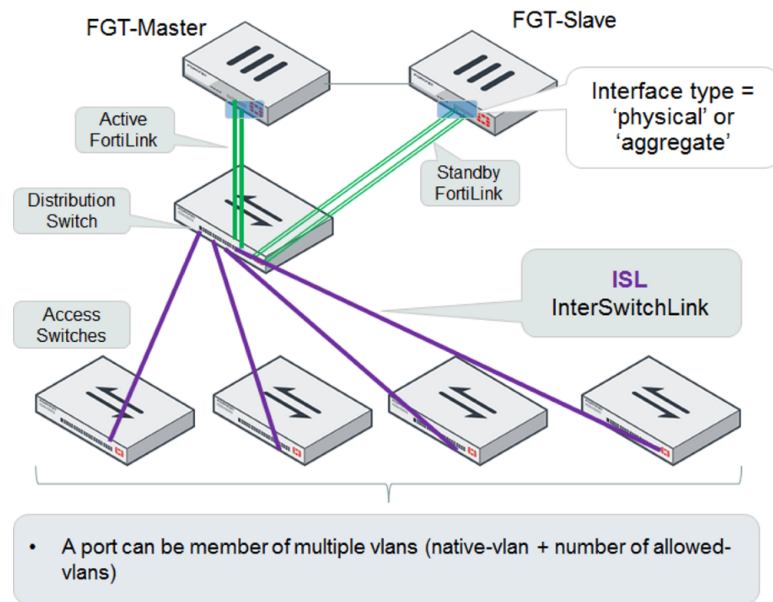 FGT-Master
FGT-Slave
Active
FortiLink
Interface type =
‘physical’ or
‘aggregate’
Standby
FortiLink
Distribution
Switch
ISL
InterSwitchLink
Access
Switches
• A port can be member of multiple vlans (native-vlan + number of allowed-
vlans)